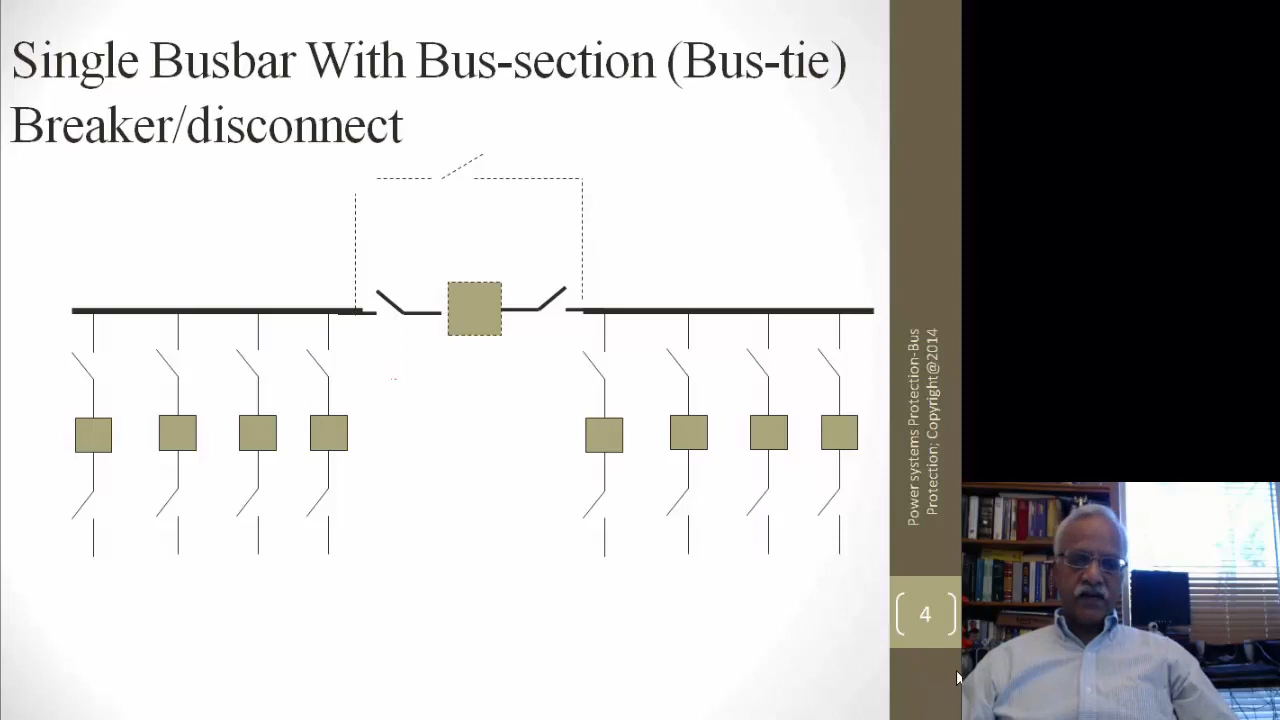 Single Busbar With Bus-section (Bus-tie)
Breaker/disconnect
Power systems Protection-Bus
Protection; Copyright@2014
4